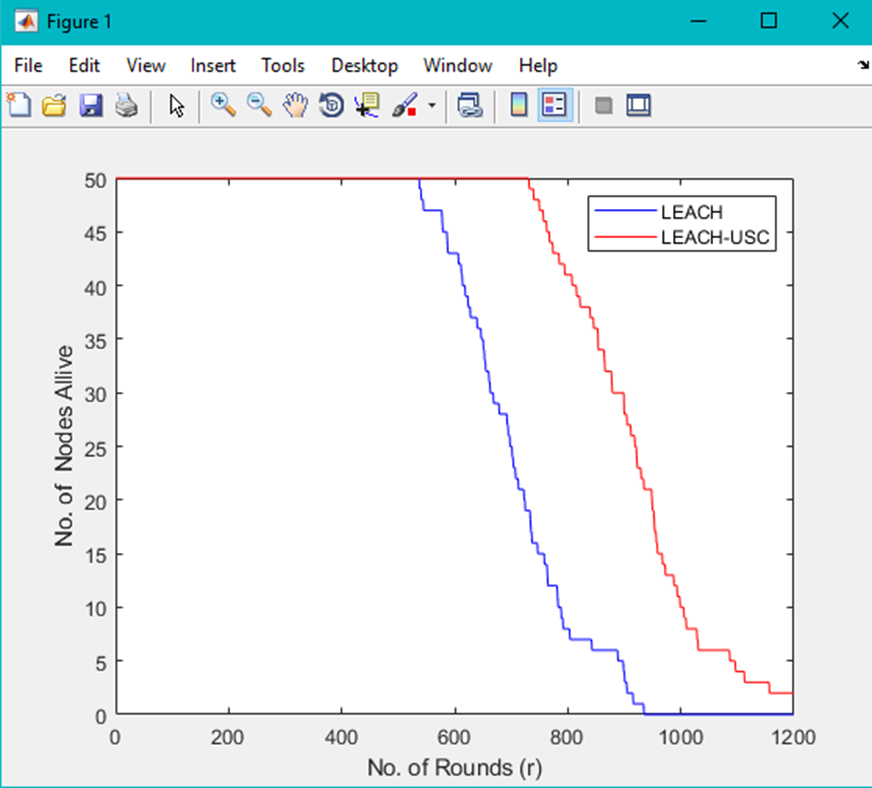 Figure 1
File Edit View Insert Tools Desktop Window Help
50
45
40
35
30
25
20
15
10
5
0
No. of Nodes Allive
LEACH
LEACH-USC
0 200 400 600 800 1000 1200
No. of Rounds (r)